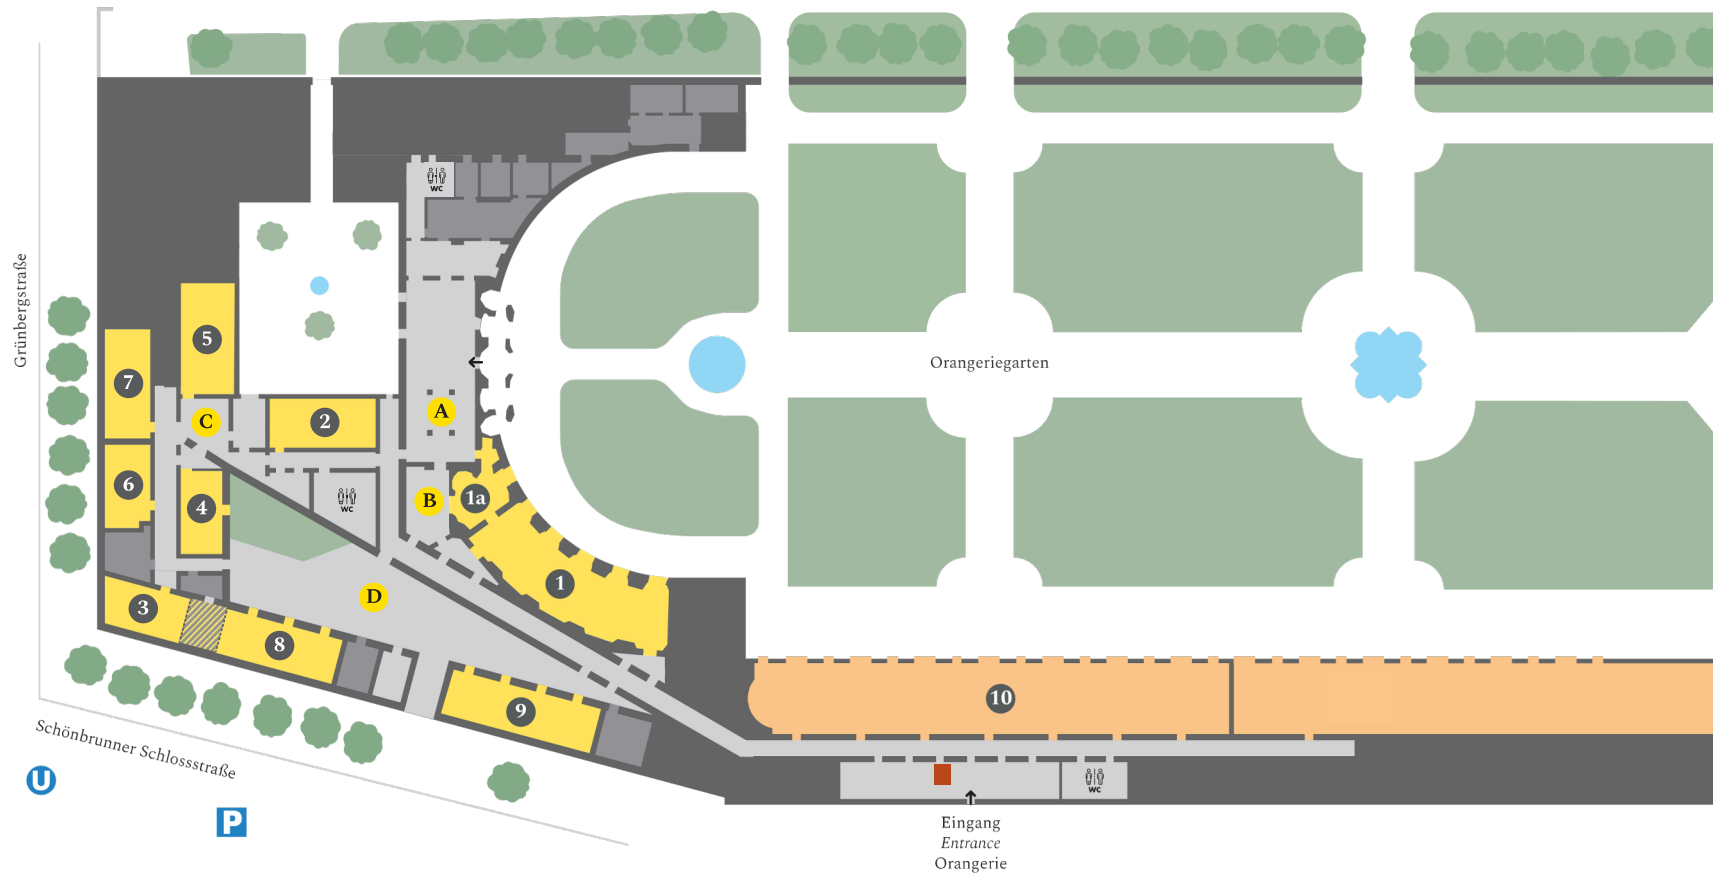 WC
5
7
C
2
A
Grünbergstraße
Orangeriegarten
6
4
WC
B
1a
1
D
3
8
10
9
Schönbrunner Schlossstraße
U
P
WC
Eingang
Entrance
Orangerie